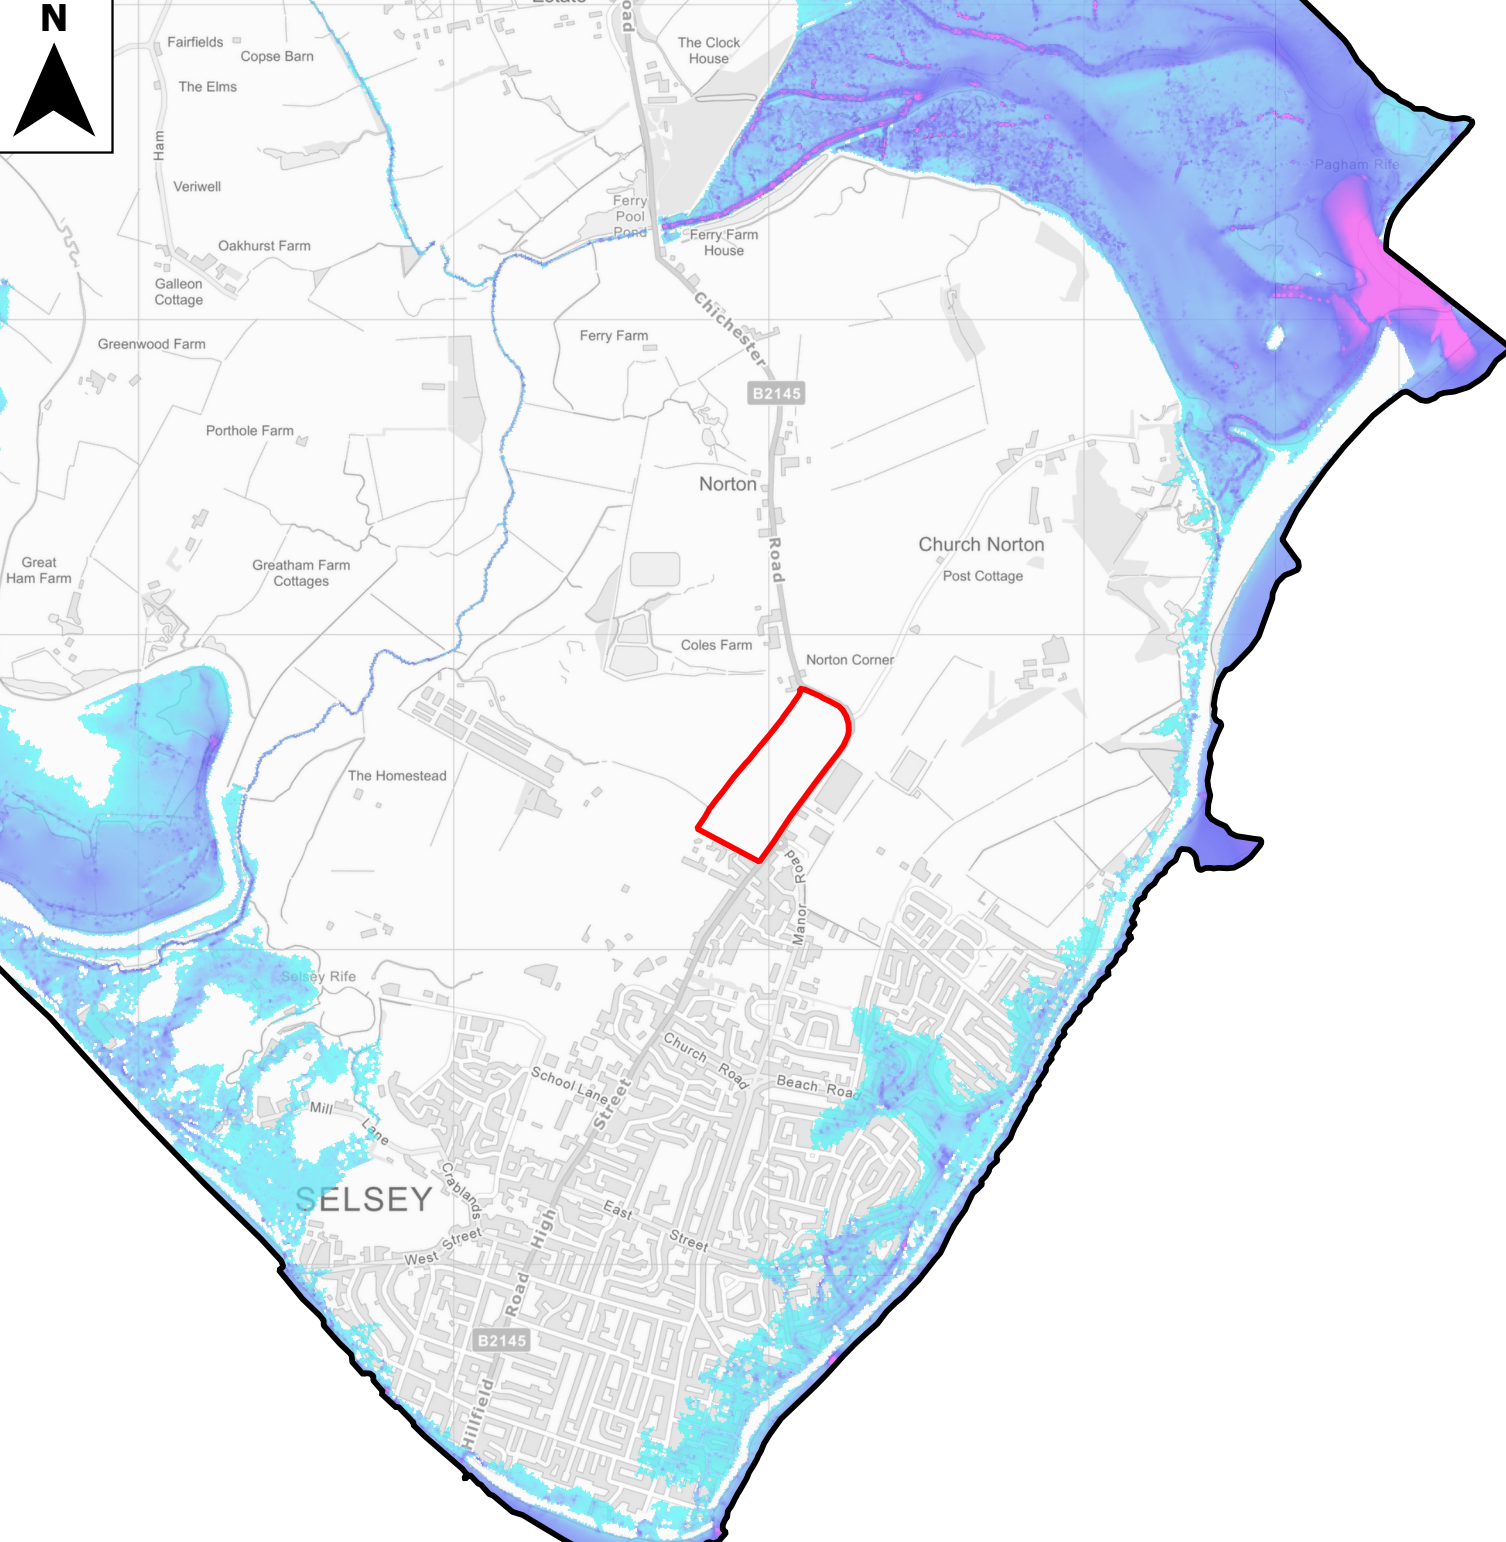 N
Estate
Road
Fairfields
Copse Barn
The Clock
House
The Elms
Ham
Pagham Rife
Veriwell
Ferry
Pool
Pond
Ferry Farm
House
Oakhurst Farm
Galleon
Cottage
Chichester
Greenwood Farm
Ferry Farm
B2145
Porthole Farm
Norton
Road
Church Norton
Great
Ham Farm
Greatham Farm
Cottages
Post Cottage
Coles Farm
Norton Corner
The Homestead
Manor Road
Selsey Rife
Church Road
School Lane
Beach Road
Street
Mill
Lane
Crablands
SELSEY
East
Street
High
West Street
Road
B2145
Hillfield